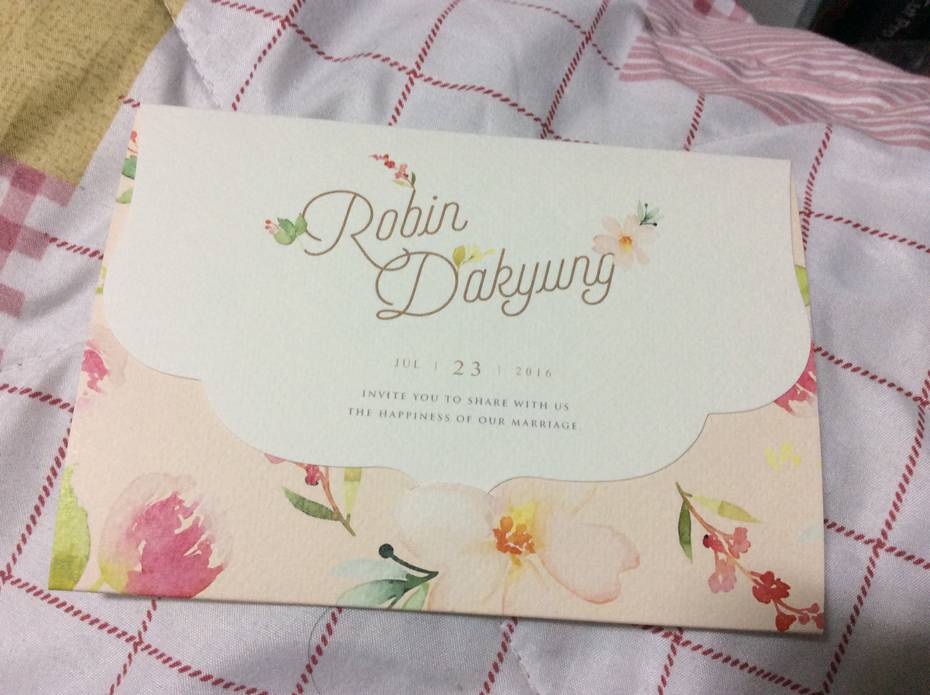 Robin
Dakyung
JUL | 23 | 2016
INVITE YOU TO SHARE WITH US
THE HAPPINESS OF OUR MARRIAGE